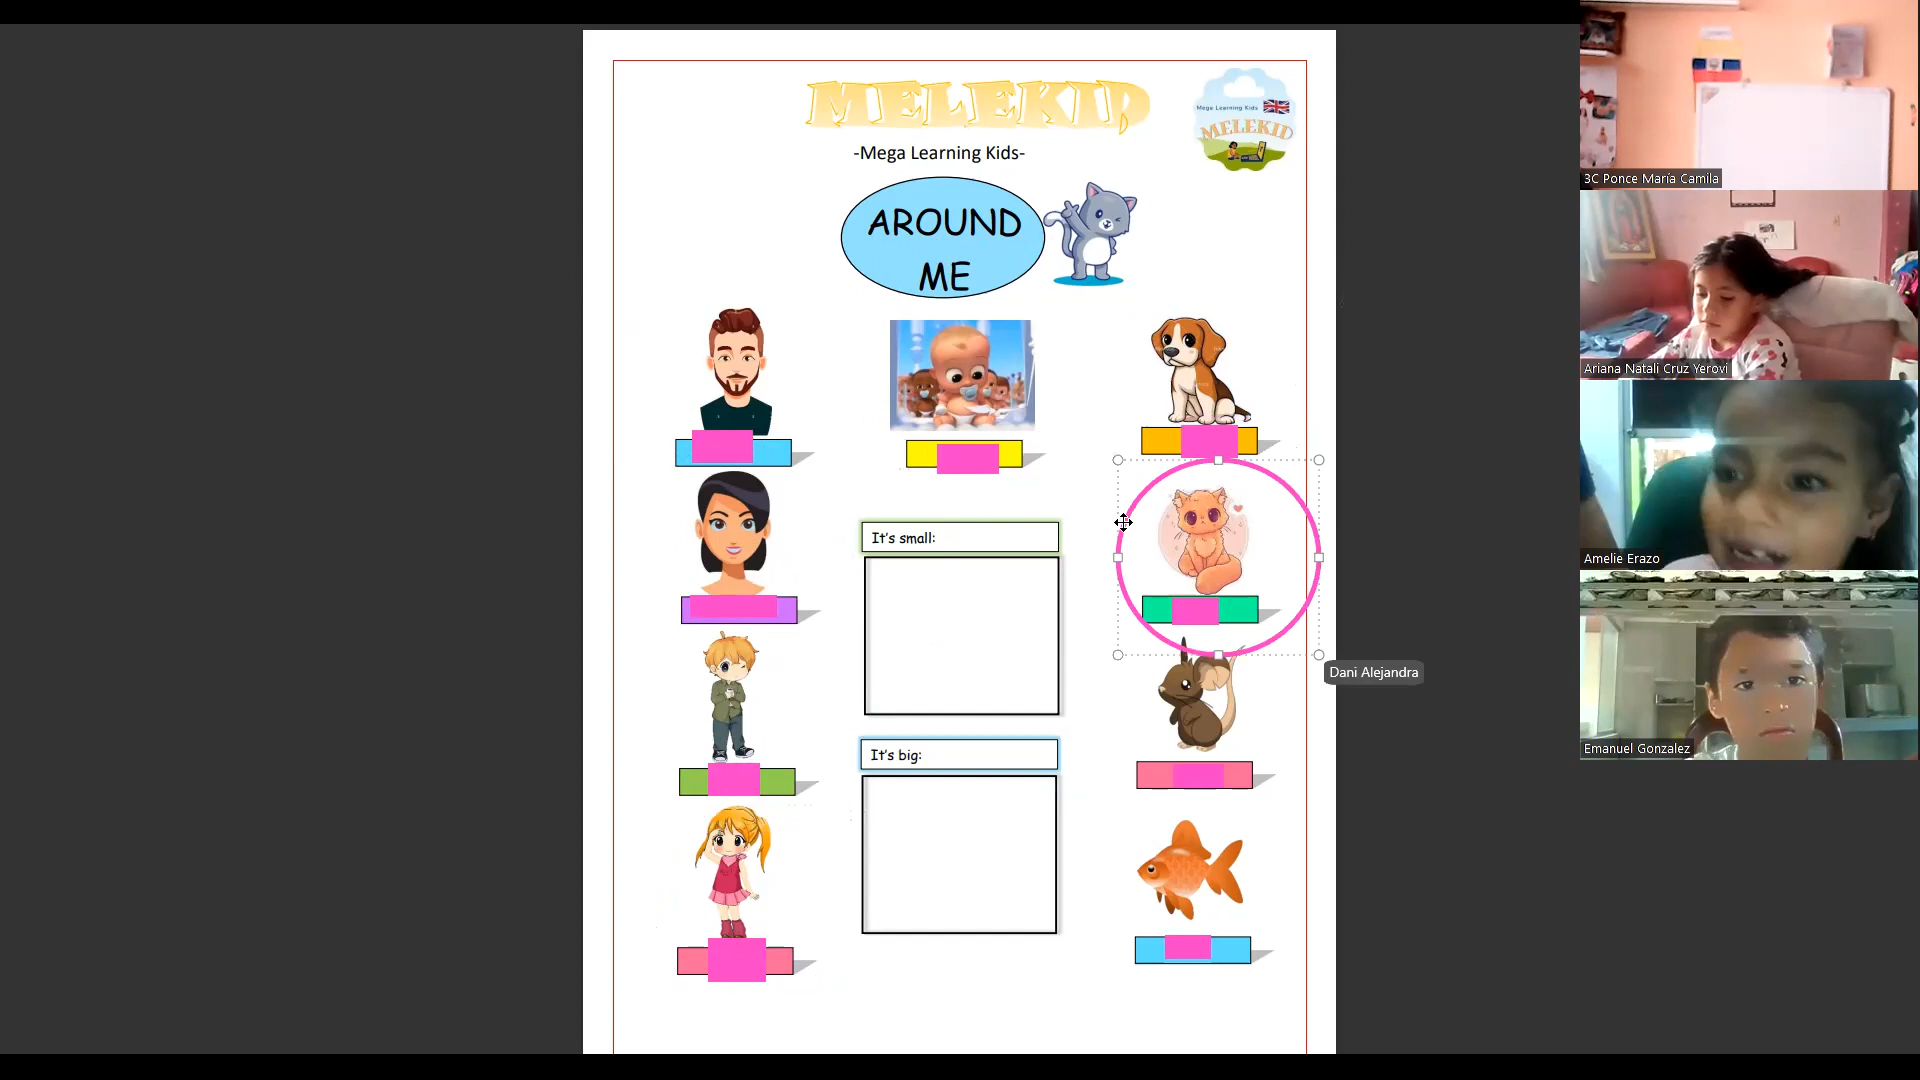 MELEKID
-Mega Learning Kids-
Mega Learning Kids
MELEKID
AROUND
ME
It's small:
It's big:
Dani Alejandra
3C Ponce María Camila
Ariana Natali Cruz Yerovi
Amelie Erazo
Emanuel Gonzalez